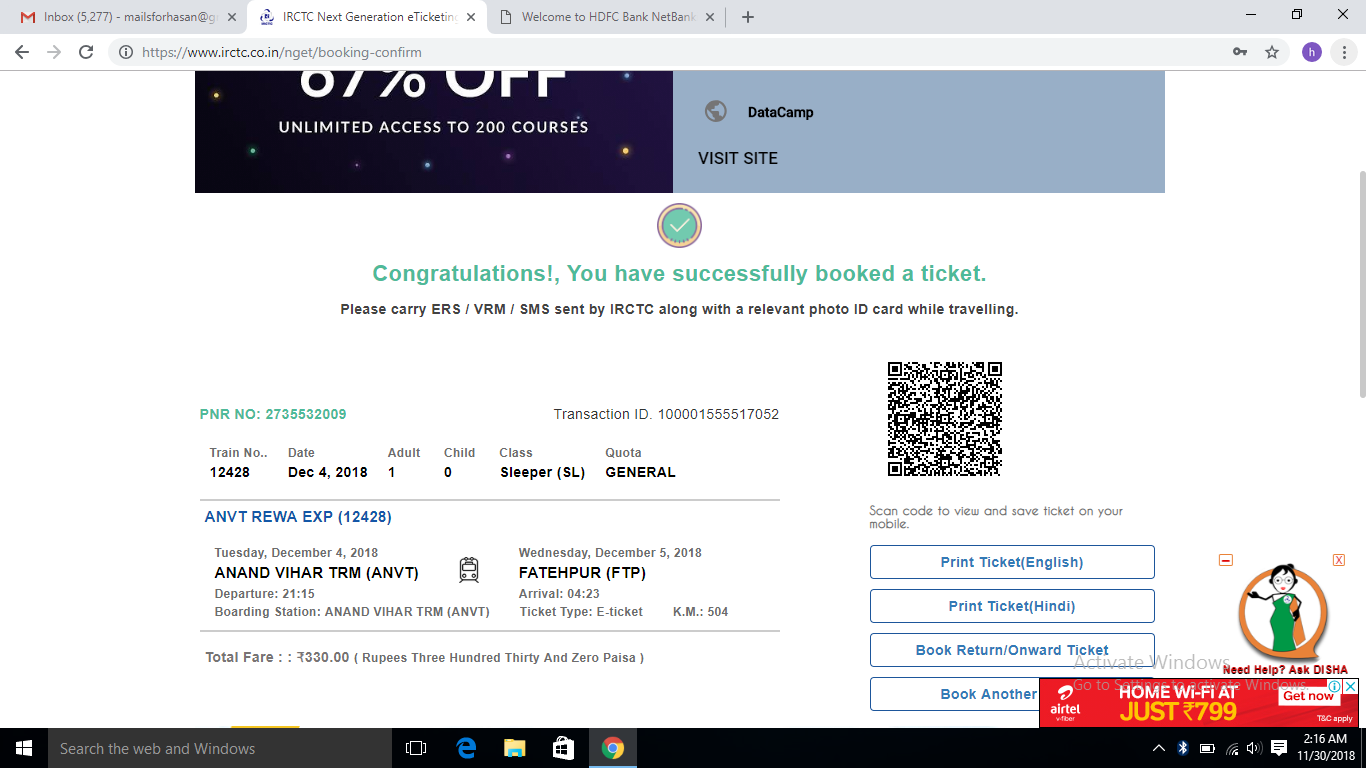 Inbox (5,277) - mailsforhasan@g
IRCTC Next Generation eTicketing
Welcome to HDFC Bank NetBank
https://www.irctc.co.in/nget/booking-confirm
h
67% OFF
UNLIMITED ACCESS TO 200 COURSES
DataCamp
VISIT SITE
Congratulations!, You have successfully booked a ticket.
Please carry ERS / VRM / SMS sent by IRCTC along with a relevant photo ID card while travelling.
PNR NO: 2735532009
Transaction ID. 100001555517052
Train No.. Date Adult Child Class Quota
12428 Dec 4, 2018 1 0 Sleeper (SL) GENERAL
ANVT REWA EXP (12428)
Tuesday, December 4, 2018
ANAND VIHAR TRM (ANVT)
Departure: 21:15
Boarding Station: ANAND VIHAR TRM (ANVT)
Wednesday, December 5, 2018
FATEHPUR (FTP)
Arrival: 04:23
Ticket Type: E-ticket K.M.: 504
Total Fare : : ₹330.00 ( Rupees Three Hundred Thirty And Zero Paisa )
Scan code to view and save ticket on your
mobile.
Print Ticket(English)
Print Ticket(Hindi)
Book Return/Onward Ticket
Book Another
Activate Windows
Go to Settings to activate Windows.
Need Help? Ask DISHA
airtel
v-fiber
HOME WI-FI AT
JUST ₹799
Get now
T&C apply
Search the web and Windows
2:16 AM
11/30/2018